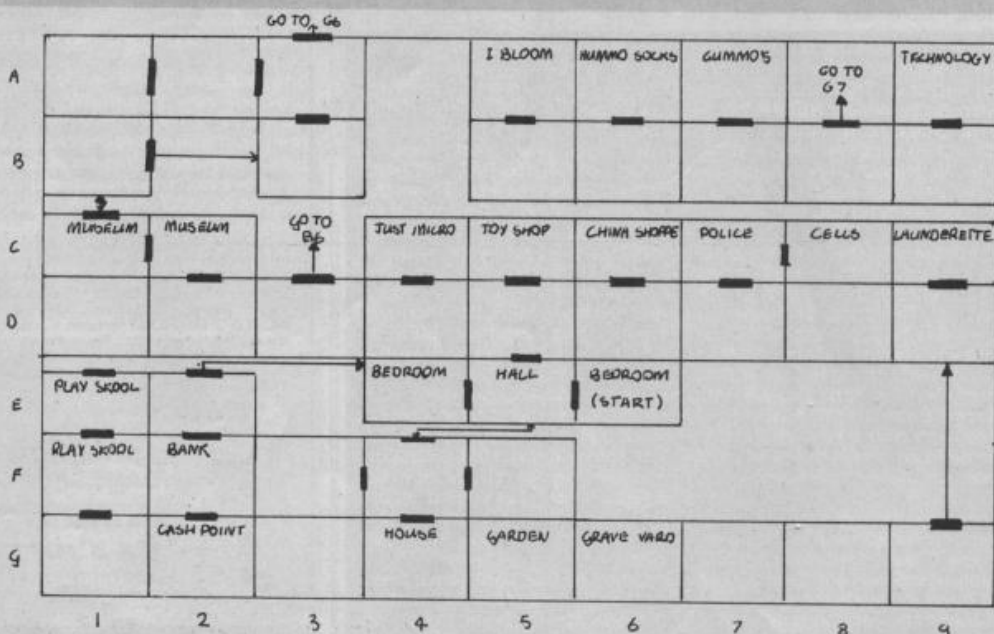 GO TO G6
A
I BLOOM HUMMO SOCKS GUMMOS GO TO G7 TECHNOLOGY
B
C
MUSEUM MUSEUM GO TO B6 JUST MICRO TOY SHOP CHINA SHOPPE POLICE CELLS LAUNDERETTE
D
E
PLAY SKOOL BEDROOM HALL BEDROOM (START)
F
PLAY SKOOL BANK
G
CASH POINT HOUSE GARDEN GRAVE YARD
1 2 3 4 5 6 7 8 9